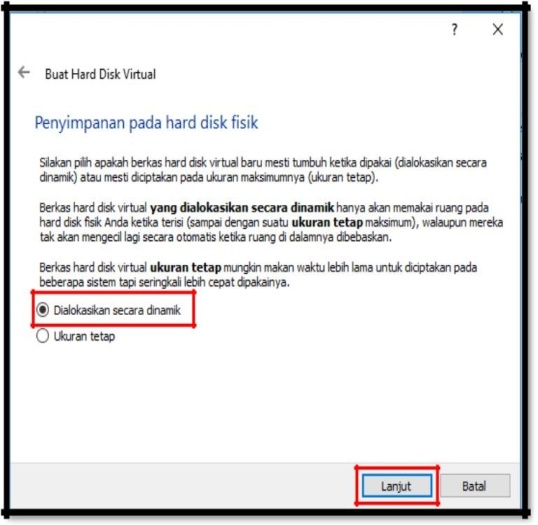 ?
Buat Hard Disk Virtual
Penyimpanan pada hard disk fisik
Silakan pilih apakah berkas hard disk virtual baru mesti tumbuh ketika dipakai (dialokasikan secara
dinamik) atau mesti diciptakan pada ukuran maksimumnya (ukuran tetap).
Berkas hard disk virtual yang dialokasikan secara dinamik hanya akan memakai ruang pada
hard disk fisik Anda ketika terisi (sampai dengan suatu ukuran tetap maksimum), walaupun mereka
tak akan mengecil lagi secara otomatis ketika ruang di dalamnya dibebaskan.
Berkas hard disk virtual ukuran tetap mungkin makan waktu lebih lama untuk diciptakan pada
beberapa sistem tapi seringkali lebih cepat dipakainya.
Dialokasikan secara dinamik
Ukuran tetap
Lanjut Batal